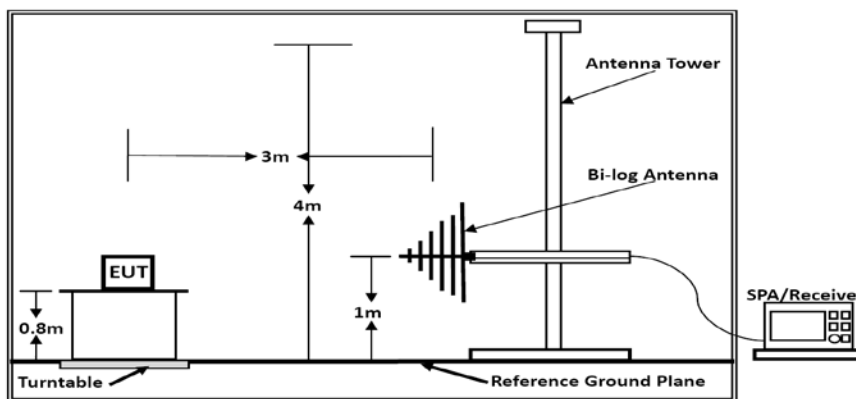 Antenna Tower
3m
Bi-log Antenna
4m
EUT
SPA/Receive
0.8m
1m
Turntable
Reference Ground Plane